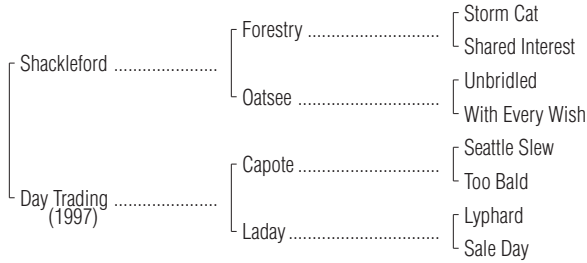 Storm Cat
Forestry
Shared Interest
Shackleford
Unbridled
Oatsee
With Every Wish
Seattle Slew
Capote
Too Bald
Day Trading
(1997)
Lyphard
Laday
Sale Day